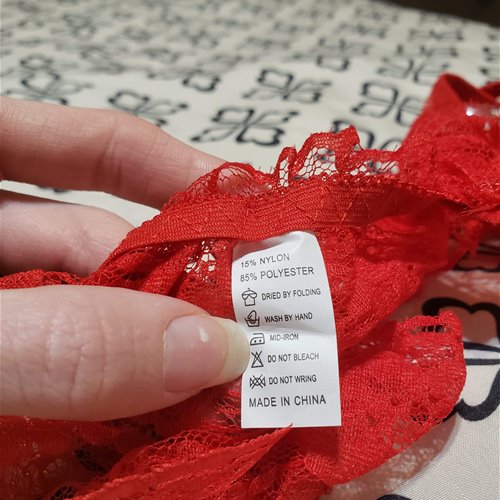 15% NYLON
85% POLYESTER
DRIED BY FOLDING
WASH BY HAND
MID-IRON
DO NOT BLEACH
DO NOT WRING
MADE IN CHINA